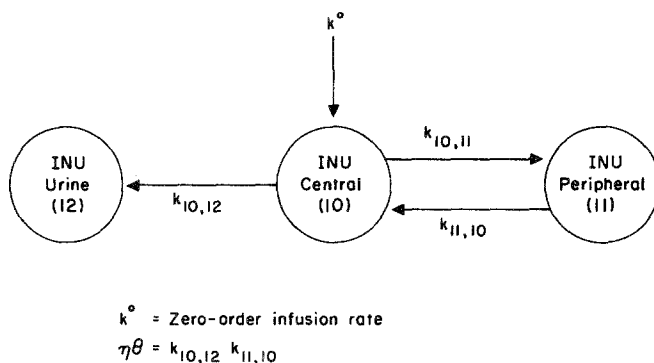 k°
INU
Urine
(12)
k10,12
INU
Central
(10)
k10,11
k11,10
INU
Peripheral
(11)
k° = Zero-order infusion rate
ηθ = k10,12 k11,10